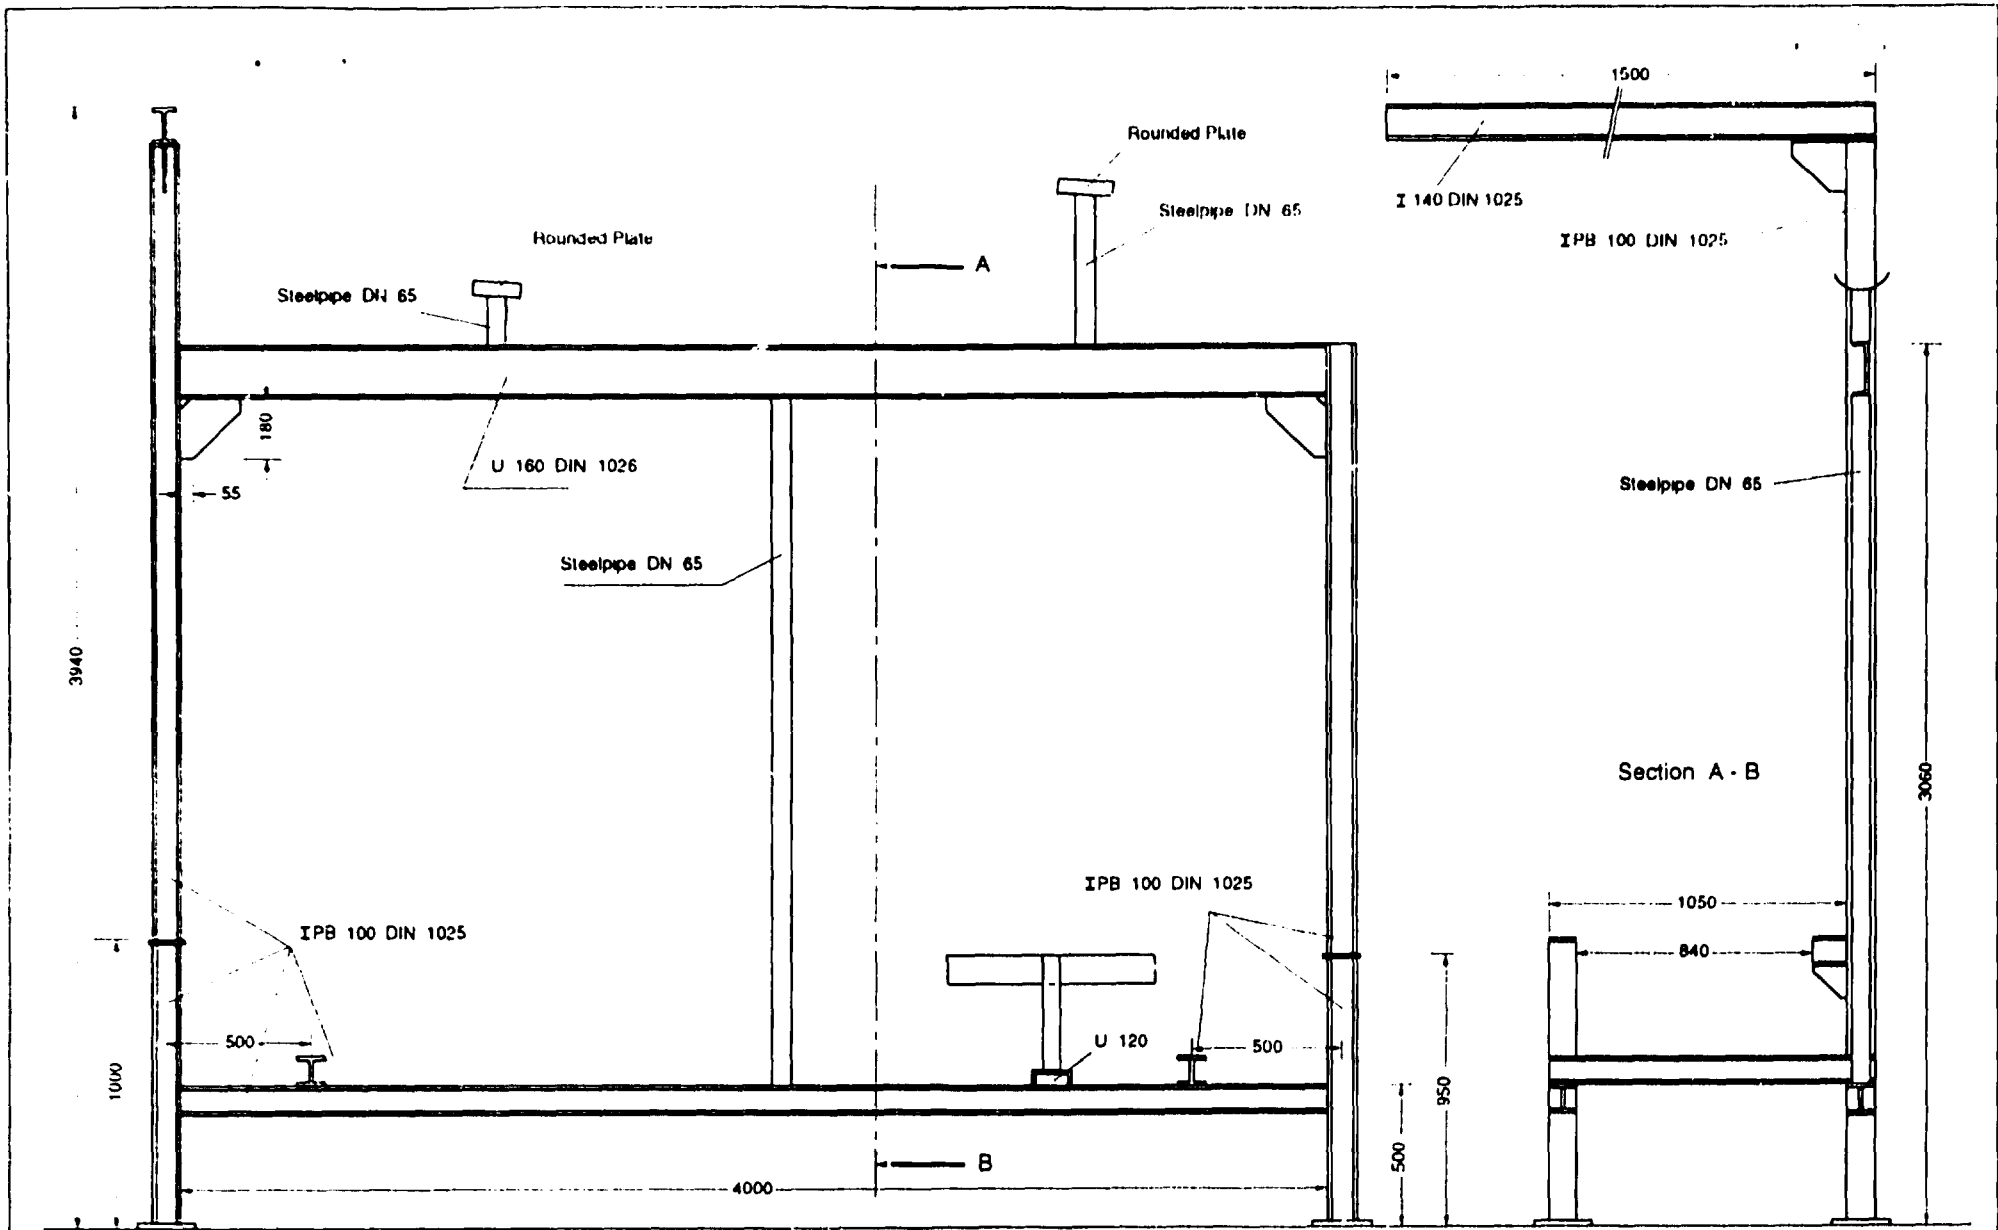 1500
Rounded Plate
Steelpipe DN 65
I 140 DIN 1025
IPB 100 DIN 1025
Rounded Plate
A
Steelpipe DN 65
180
U 160 DIN 1026
55
Steelpipe DN 65
Steelpipe DN 65
3940
Section A - B
3060
IPB 100 DIN 1025
1050
IPB 100 DIN 1025
840
500
U 120
500
1000
950
500
B
4000